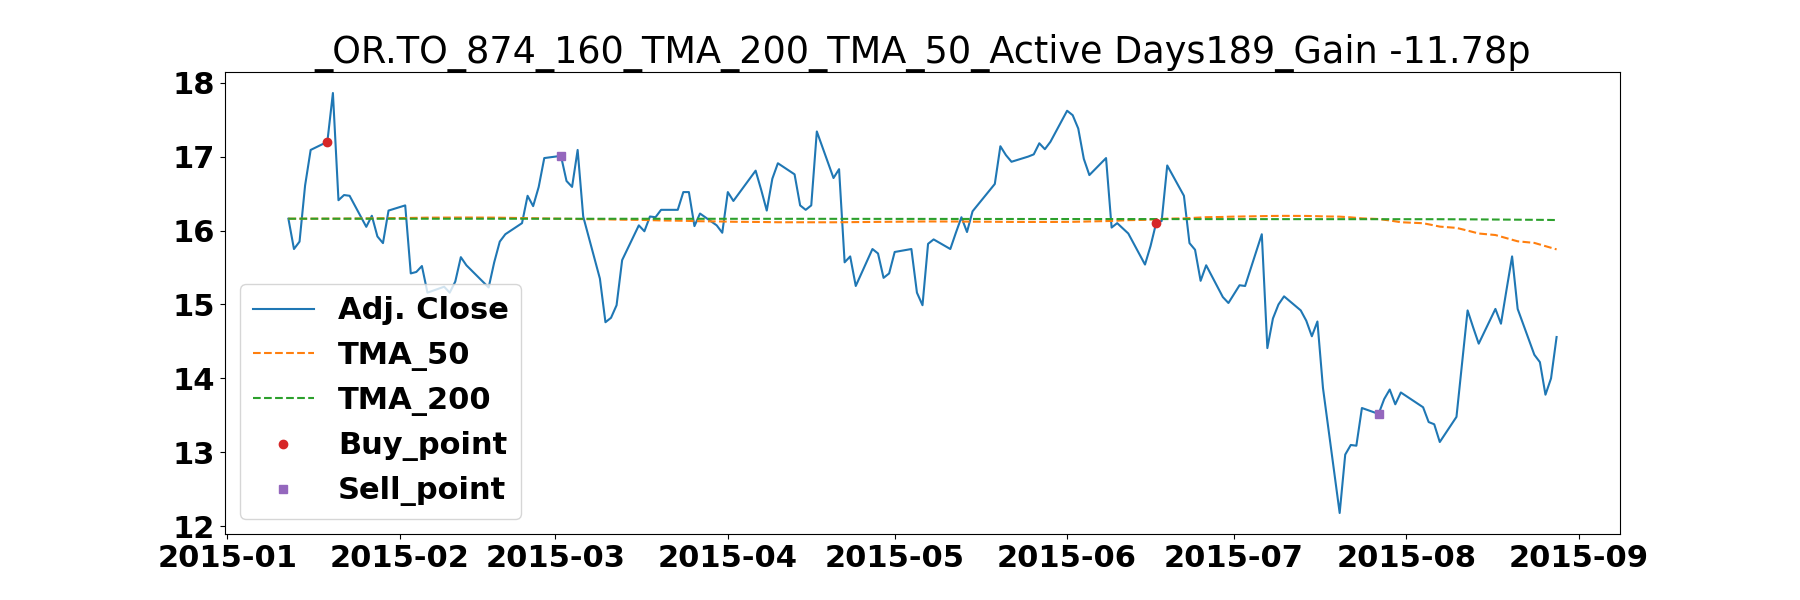 _OR.TO_874_160_TMA_200_TMA_50_Active Days189_Gain -11.78p
18
17
16
15
14
13
12
Adj. Close
TMA_50
TMA_200
Buy_point
Sell_point
2015-01 2015-02 2015-03 2015-04 2015-05 2015-06 2015-07 2015-08 2015-09